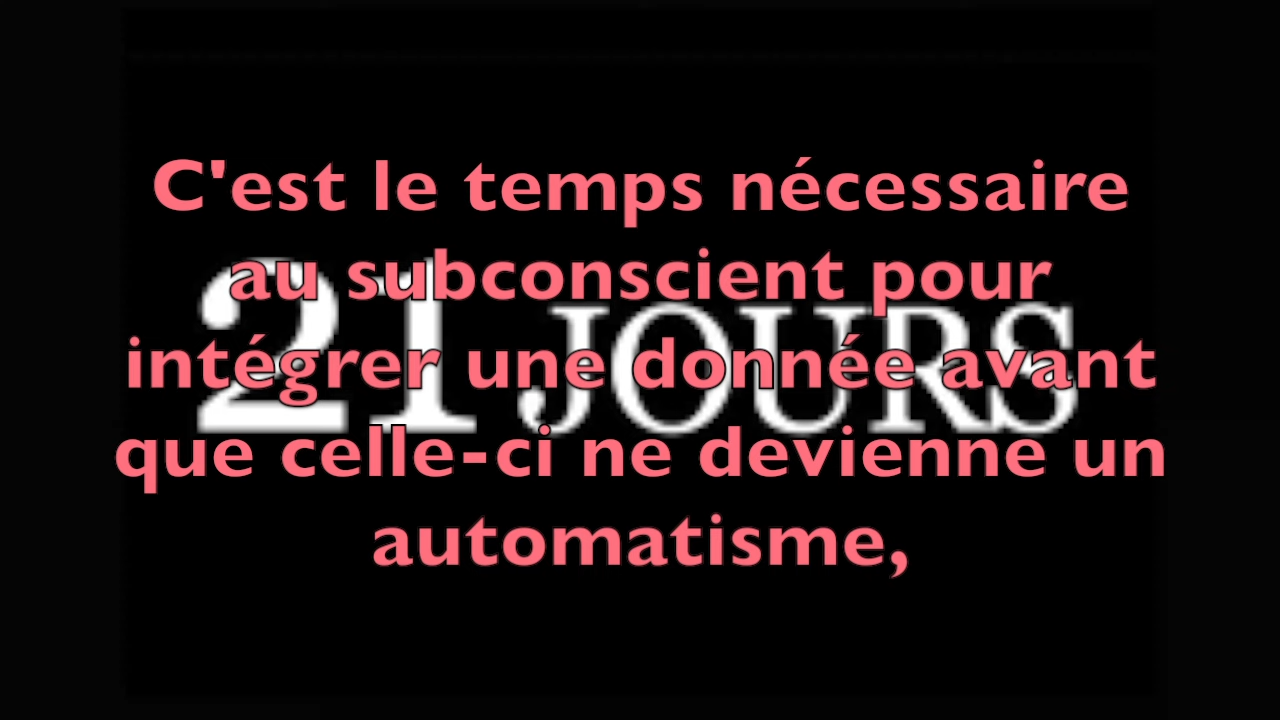 C'est le temps nécessaire
au subconscient pour
21 JOURS
intégrer une donnée avant
que celle-ci ne devienne un
automatisme,